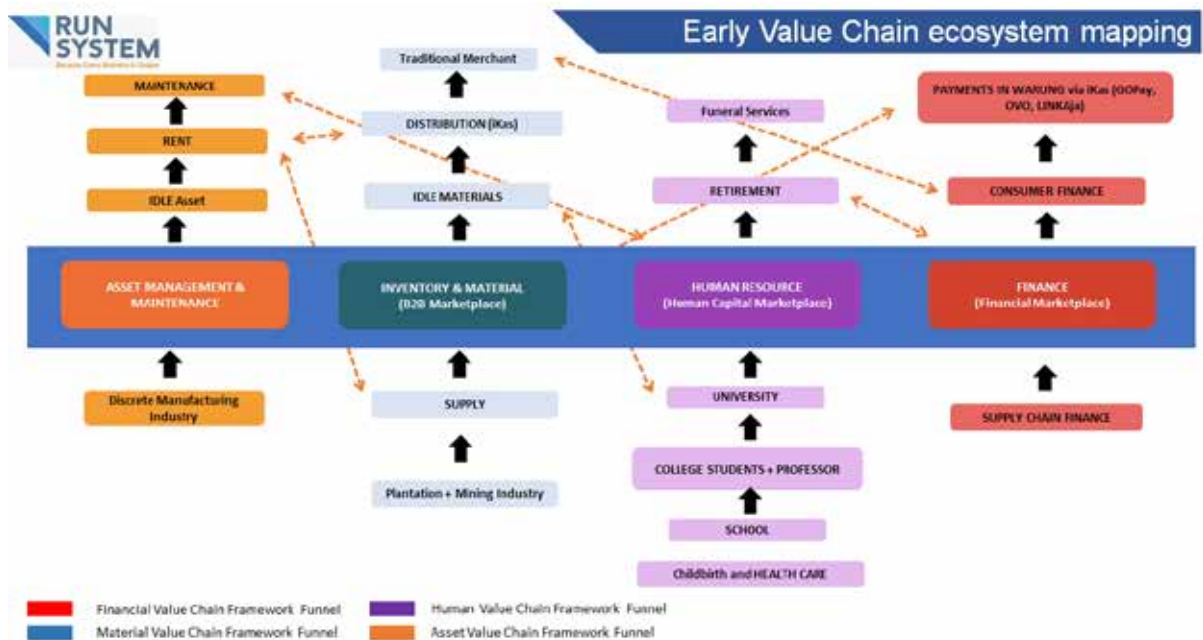 RUN
SYSTEM
Early Value Chain ecosystem mapping
Traditional Merchant
MAINTENANCE
PAYMENTS IN WARUNG via iKas (GOPay,
OVO, LINKAja)
Funeral Services
DISTRIBUTION (iKas)
RENT
IDLE Asset
IDLE MATERIALS
RETIREMENT
CONSUMER FINANCE
ASSET MANAGEMENT &
MAINTENANCE
INVENTORY & MATERIAL
(B2B Marketplace)
HUMAN RESOURCE
(Human Capital Marketplace)
FINANCE
(Financial Marketplace)
Discrete Manufacturing
Industry
SUPPLY
UNIVERSITY
SUPPLY CHAIN FINANCE
COLLEGE STUDENTS + PROFESSOR
Plantation + Mining Industry
SCHOOL
Childbirth and HEALTH CARE
Financial Value Chain Framework Funnel
Human Value Chain Framework Funnel
Material Value Chain Framework Funnel
Asset Value Chain Framework Funnel